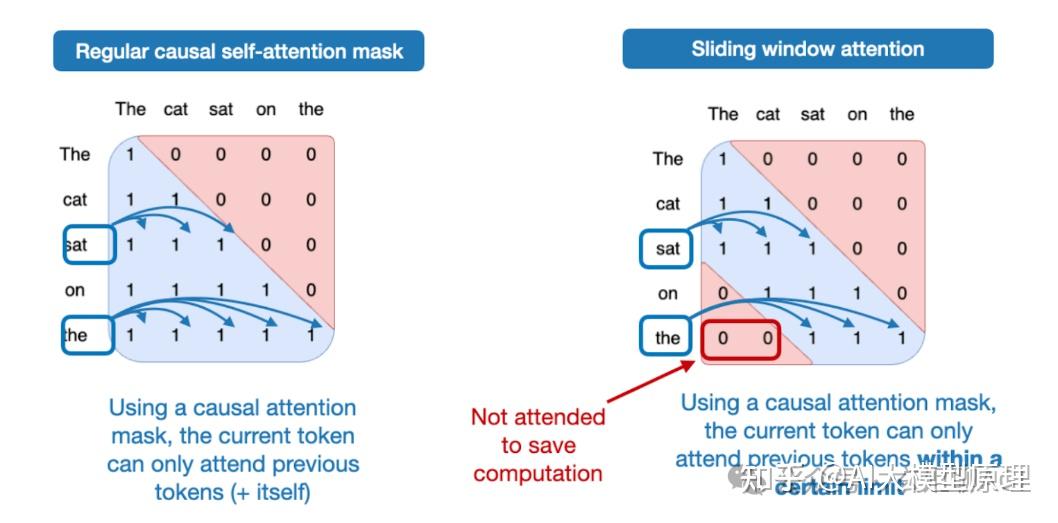 Regular causal self-attention mask
The cat sat on the
The 1 0 0 0 0
cat 1 1 0 0 0
sat 1 1 1 0 0
on 1 1 1 1 0
the 1 1 1 1 1
Using a causal attention
mask, the current token
can only attend previous
tokens (+ itself)
Sliding window attention
The cat sat on the
The 1 0 0 0 0
cat 1 1 0 0 0
sat 1 1 1 0 0
on 0 1 1 1 0
the 0 0 1 1 1
Not attended
to save
computation
Using a causal attention mask,
the current token can only
attend previous tokens within a
certain limit
知乎 @AI大模型原理